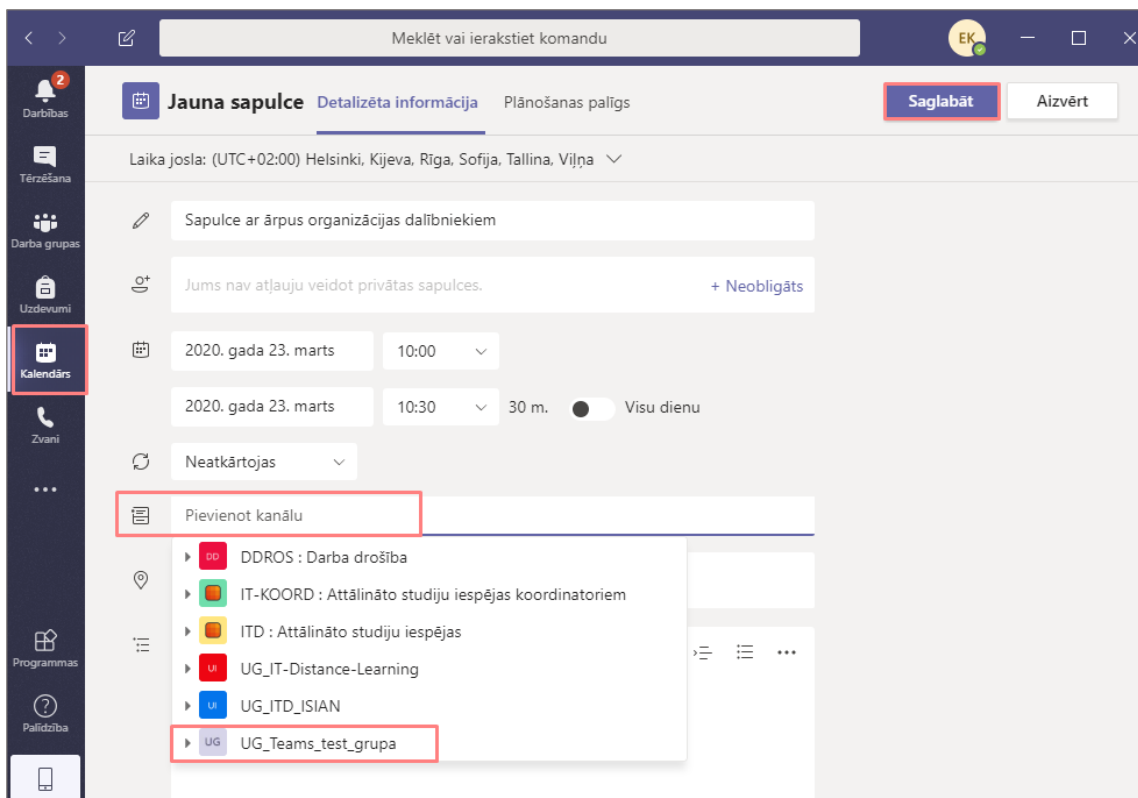 Meklēt vai ierakstiet komandu
EK
2
Darbības
Tērzēšana
Darba grupas
Uzdevumi
Kalendārs
Zvani
Programmas
Palīdzība
Jauna sapulce Detalizēta informācija Plānošanas palīgs
Saglabāt Aizvērt
Laika josla: (UTC+02:00) Helsinki, Kijeva, Rīga, Sofija, Tallina, Viļņa
Sapulce ar ārpus organizācijas dalībniekiem
Jums nav atļauju veidot privātas sapulces. + Neobligāts
2020. gada 23. marts 10:00
2020. gada 23. marts 10:30 30 m. Visu dienu
Neatkārtojas
Pievienot kanālu
DD DDROS : Darba drošība
IT-KOORD : Attālināto studiju iespējas koordinatoriem
ITD : Attālināto studiju iespējas
UI UG_IT-Distance-Learning
UI UG_ITD_ISIAN
UG UG_Teams_test_grupa